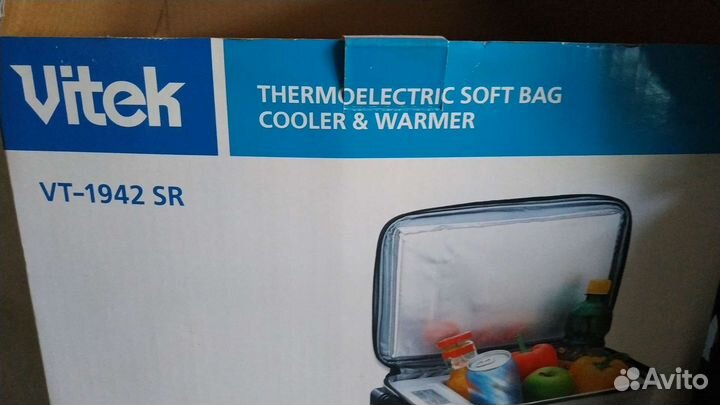 Vitek
THERMOELECTRIC SOFT BAG
COOLER & WARMER
VT-1942 SR
Avito